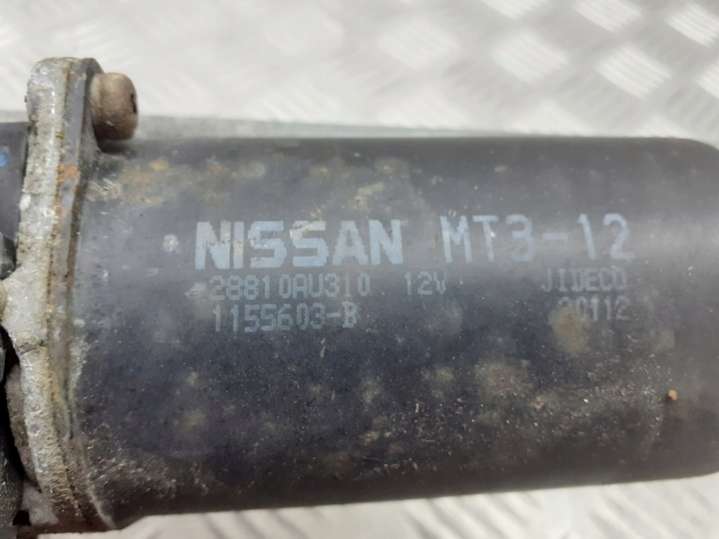 NISSAN MT3-12
28810AU310 12V JIDECO
1155603-B 20112